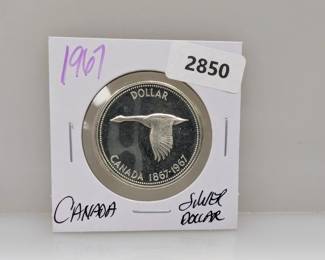 1967
2850
DOLLAR
CANADA 1867-1967
CANADA
SILVER
DOLLAR